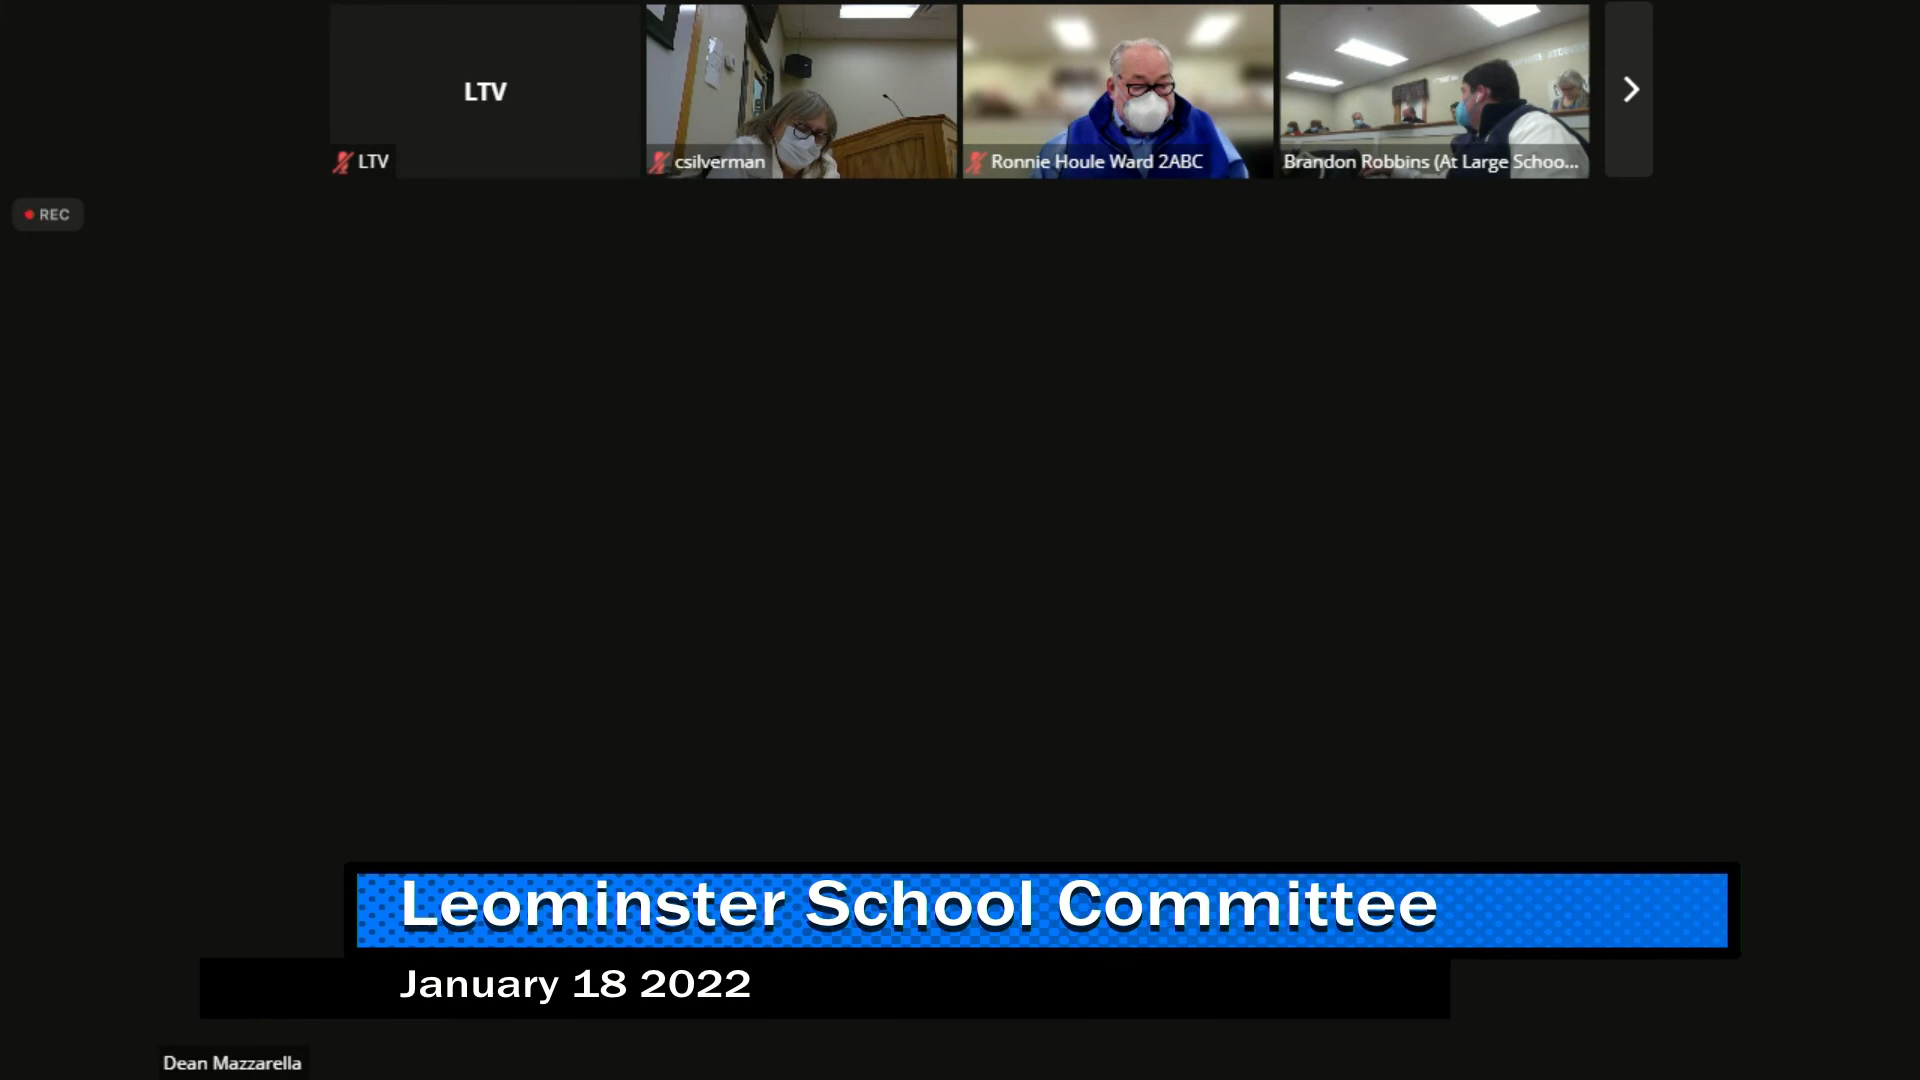 LTV
LTV
csilverman
Ronnie Houle Ward 2ABC
Brandon Robbins (At Large Schoo...
REC
Leominster School Committee
January 18 2022
Dean Mazzarella